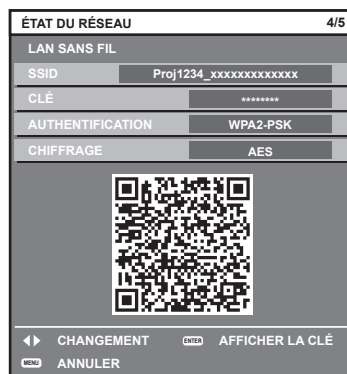 ÉTAT DU RÉSEAU 4/5
LAN SANS FIL
SSID Proj1234_xxxxxxxxxxxxx
CLÉ ********
AUTHENTIFICATION WPA2-PSK
CHIFFRAGE AES
CHANGEMENT ENTER AFFICHER LA CLÉ
MENU ANNULER